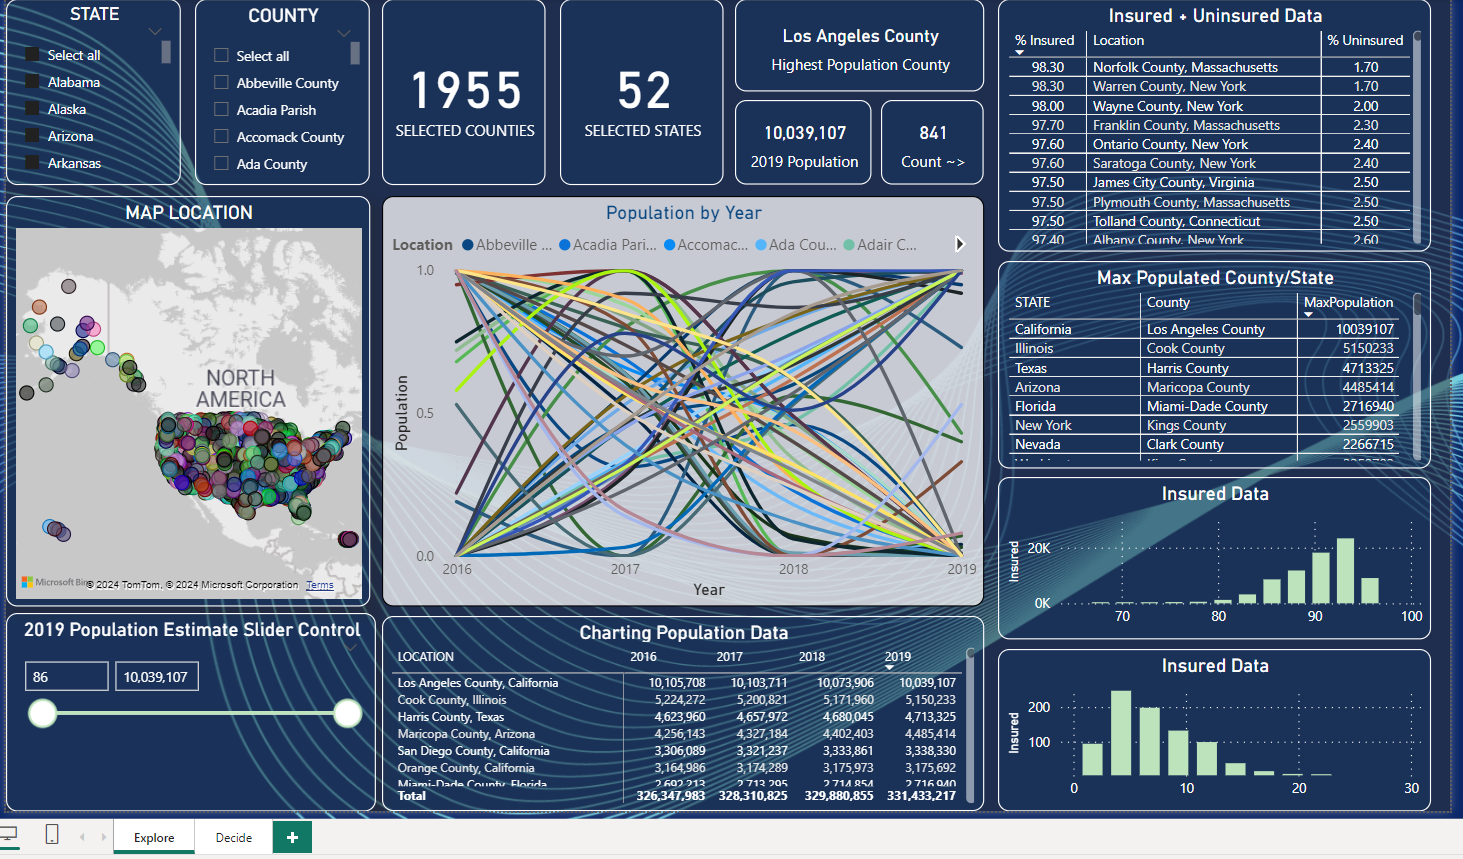 STATE
Select all
Alabama
Alaska
Arizona
Arkansas
COUNTY
Select all
Abbeville County
Acadia Parish
Accomack County
Ada County
1955
SELECTED COUNTIES
52
SELECTED STATES
Los Angeles County
Highest Population County
10,039,107
2019 Population
841
Count ~>
Insured + Uninsured Data
% Insured Location % Uninsured
98.30 Norfolk County, Massachusetts 1.70
98.30 Warren County, New York 1.70
98.00 Wayne County, New York 2.00
97.70 Franklin County, Massachusetts 2.30
97.60 Ontario County, New York 2.40
97.60 Saratoga County, New York 2.40
97.50 James City County, Virginia 2.50
97.50 Plymouth County, Massachusetts 2.50
97.50 Tolland County, Connecticut 2.50
97.40 Albany County, New York 2.60
MAP LOCATION
NORTH
AMERICA
Microsoft Bing
© 2024 TomTom, © 2024 Microsoft Corporation Terms
Population by Year
Location Abbeville ... Acadia Pari... Accomac... Ada Cou... Adair C...
1.0
0.5
0.0
Population
2016 2017 2018 2019
Year
Max Populated County/State
STATE County MaxPopulation
California Los Angeles County 10039107
Illinois Cook County 5150233
Texas Harris County 4713325
Arizona Maricopa County 4485414
Florida Miami-Dade County 2716940
New York Kings County 2559903
Nevada Clark County 2266715
Insured Data
Insured
20K
0K
70 80 90 100
2019 Population Estimate Slider Control
86
10,039,107
Charting Population Data
LOCATION 2016 2017 2018 2019
Los Angeles County, California 10,105,708 10,103,711 10,073,906 10,039,107
Cook County, Illinois 5,224,272 5,200,821 5,171,960 5,150,233
Harris County, Texas 4,623,960 4,657,972 4,680,045 4,713,325
Maricopa County, Arizona 4,256,143 4,327,184 4,402,403 4,485,414
San Diego County, California 3,306,089 3,321,237 3,333,861 3,338,330
Orange County, California 3,164,986 3,174,289 3,175,973 3,175,692
Miami-Dade County, Florida 2,692,213 2,713,295 2,714,854 2,716,940
Total 326,347,983 328,310,825 329,880,855 331,433,217
Insured Data
Insured
200
100
0 10 20 30
Explore
Decide
+